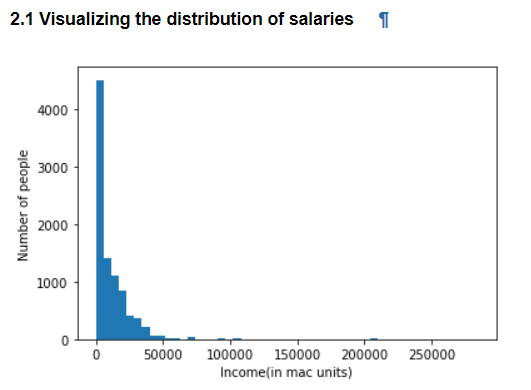 2.1 Visualizing the distribution of salaries ¶
4000
3000
2000
1000
0
Number of people
0 50000 100000 150000 200000 250000
Income(in mac units)